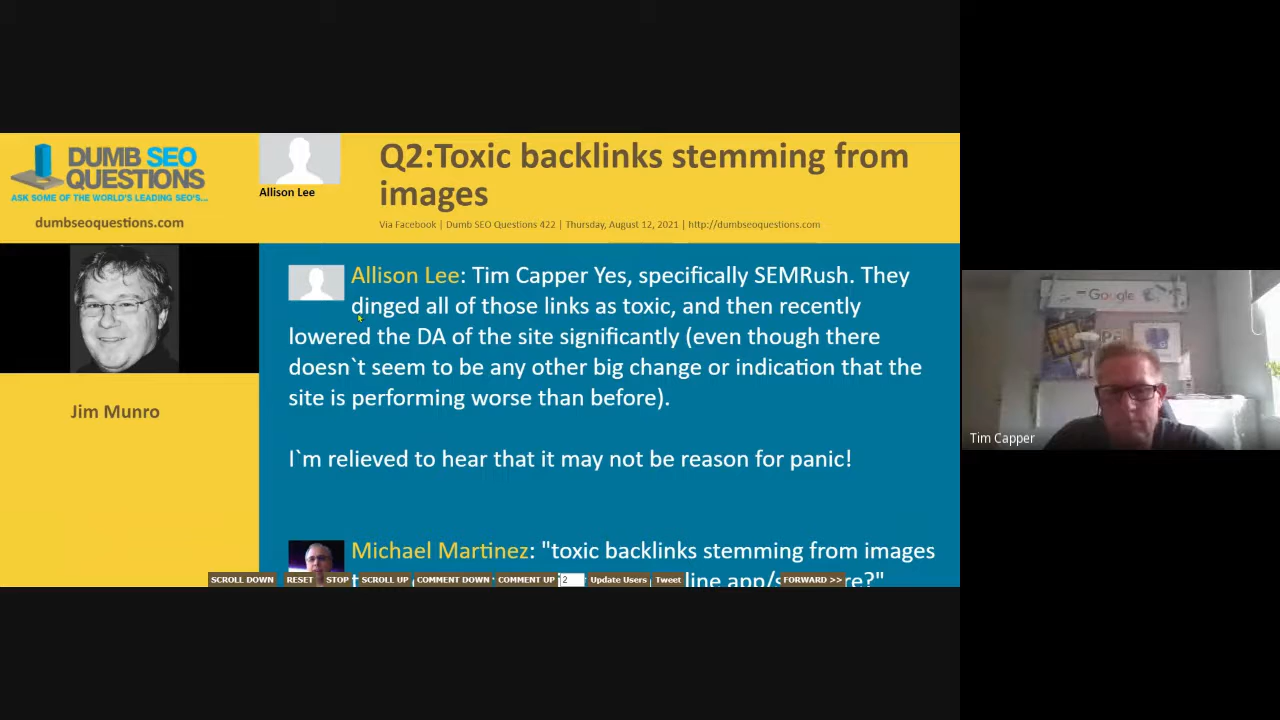 DUMB SEO
QUESTIONS
ASK SOME OF THE WORLD'S LEADING SEO'S...
dumbseoquestions.com
Allison Lee
Q2:Toxic backlinks stemming from
images
Via Facebook | Dumb SEO Questions 422 | Thursday, August 12, 2021 | http://dumbseoquestions.com
Jim Munro
Allison Lee: Tim Capper Yes, specifically SEMRush. They
dinged all of those links as toxic, and then recently
lowered the DA of the site significantly (even though there
doesn`t seem to be any other big change or indication that the
site is performing worse than before).
I`m relieved to hear that it may not be reason for panic!
Michael Martinez: "toxic backlinks stemming from images
line app/s re?"
SCROLL DOWN RESET STOP SCROLL UP COMMENT DOWN COMMENT UP 2 Update Users Tweet FORWARD >>
Google
Tim Capper